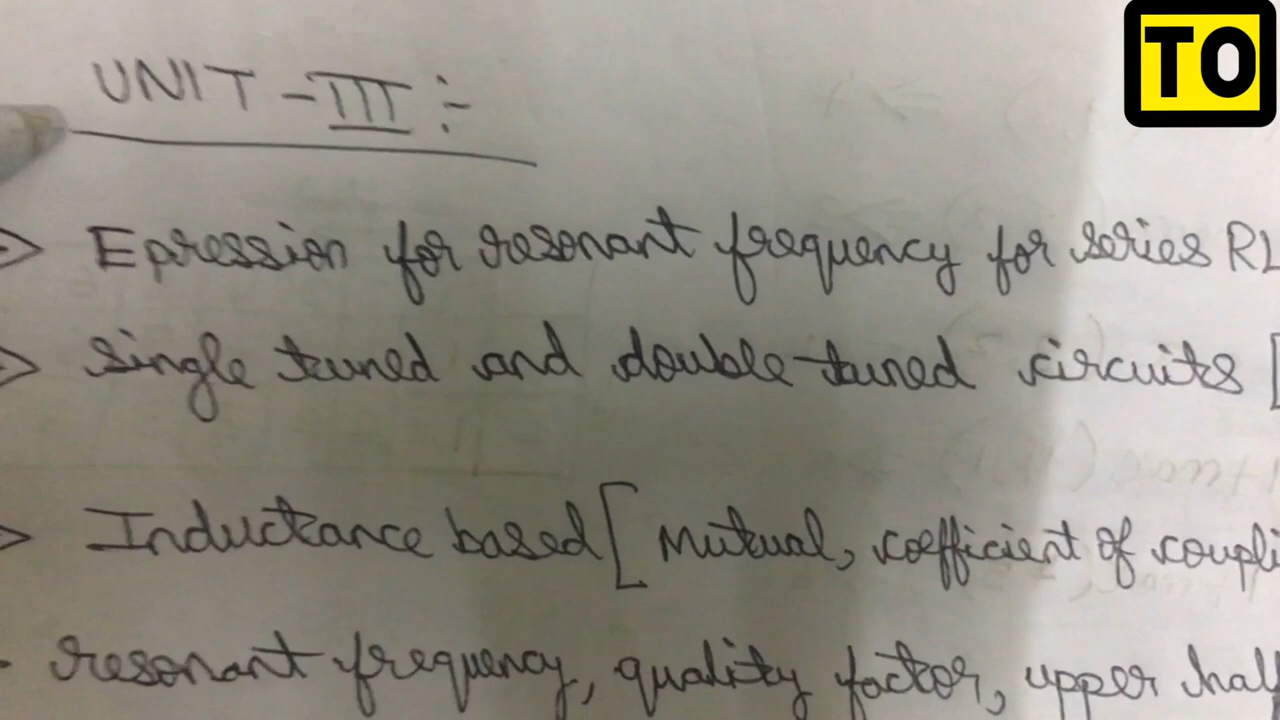 TO
UNIT-III :-
Epression for resonant frequency for series RL
single tuned and double-tuned circuits [
Inductance based [ Mutual, coefficient of coupli
resonant frequency, quality factor, upper half